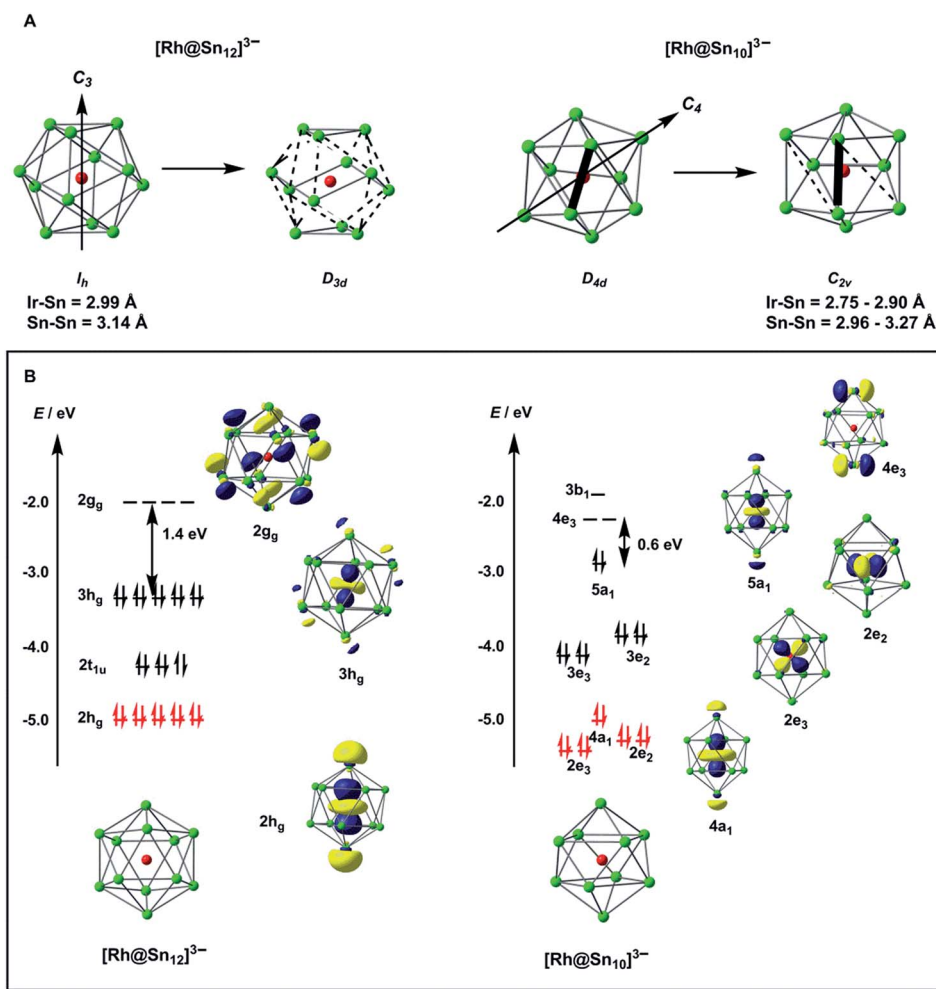 A
[Rh@Sn12]3−
[Rh@Sn10]3−
C3
C4
Ih
D3d
D4d
C2v
Ir-Sn = 2.99 Å
Sn-Sn = 3.14 Å
Ir-Sn = 2.75 - 2.90 Å
Sn-Sn = 2.96 - 3.27 Å
B
E / eV
-2.0
-3.0
-4.0
-5.0
2gg
1.4 eV
3hg
2t1u
2hg
2gg
3hg
2hg
[Rh@Sn12]3−
E / eV
-2.0
-3.0
-4.0
-5.0
3b1
4e3
0.6 eV
5a1
3e3
3e2
4a1
2e3
2e2
4e3
5a1
2e2
2e3
4a1
[Rh@Sn10]3−